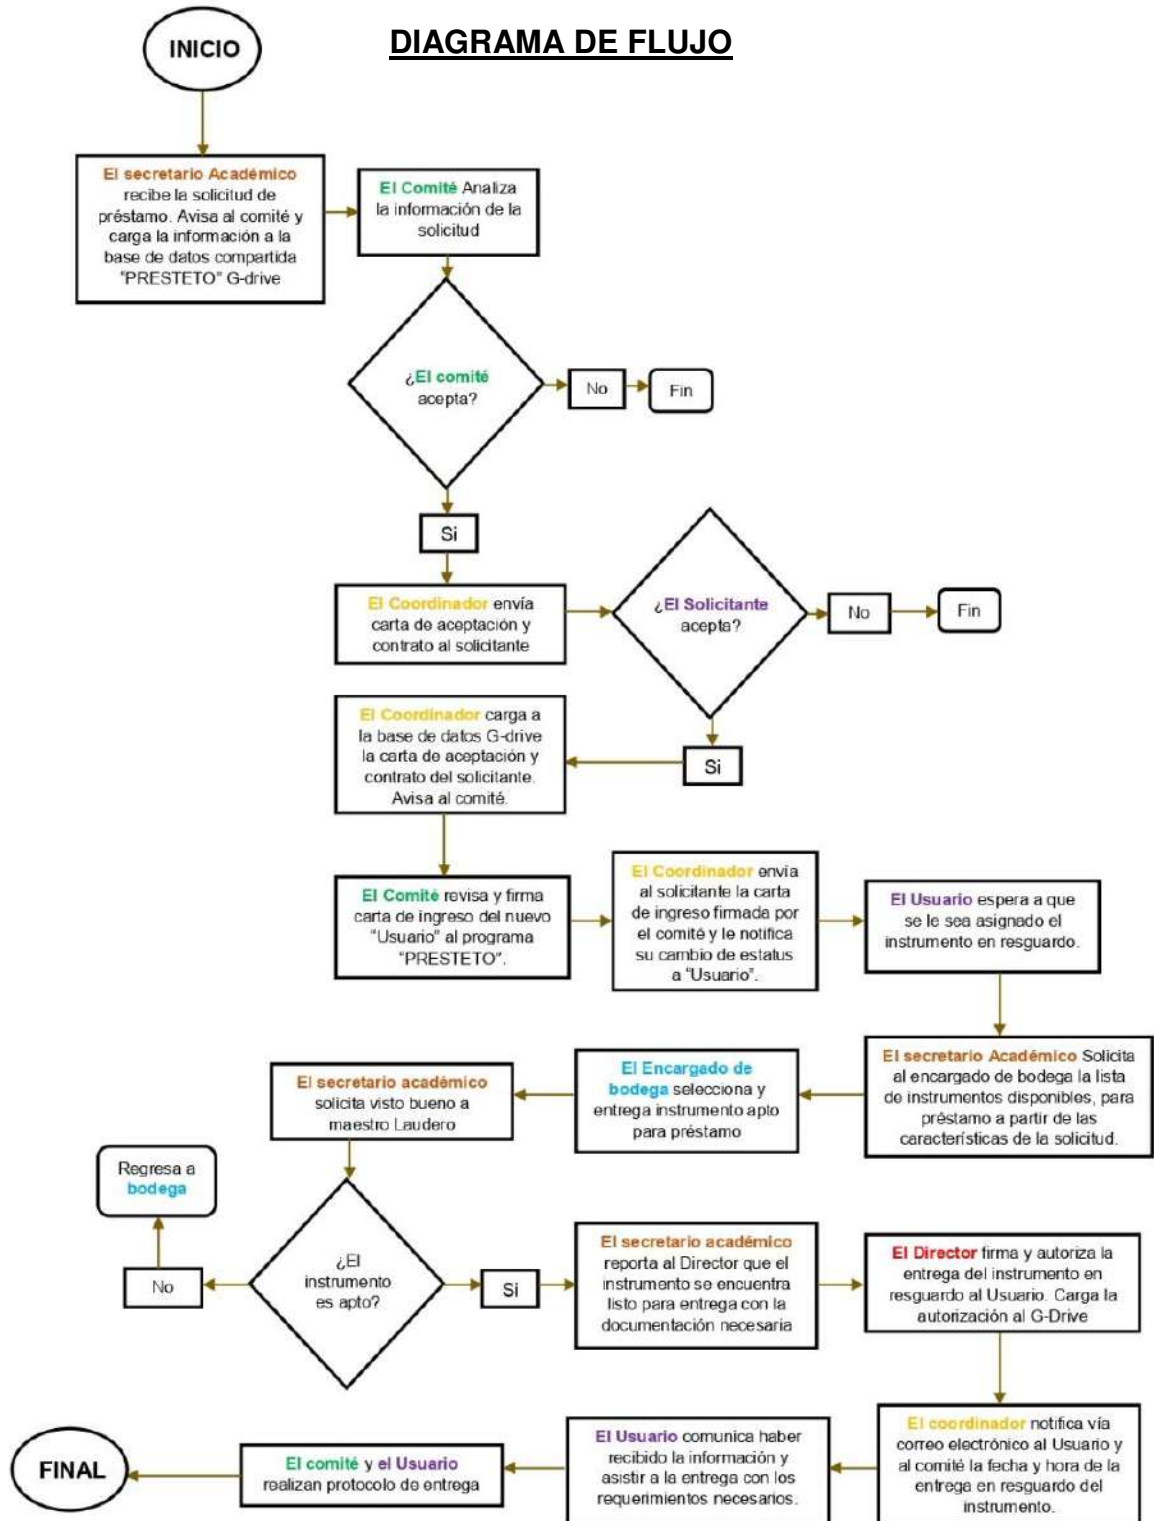 DIAGRAMA DE FLUJO
INICIO
El secretario Académico
recibe la solicitud de
préstamo. Avisa al comité y
carga la información a la
base de datos compartida
“PRESTETO” G-drive
El Comité Analiza
la información de la
solicitud
¿El comité
acepta?
No
Fin
Si
El Coordinador envía
carta de aceptación y
contrato al solicitante
¿El Solicitante
acepta?
No
Fin
Si
El Coordinador carga a
la base de datos G-drive
la carta de aceptación y
contrato del solicitante.
Avisa al comité.
El Comité revisa y firma
carta de ingreso del nuevo
“Usuario” al programa
“PRESTETO”.
El Coordinador envía
al solicitante la carta
de ingreso firmada por
el comité y le notifica
su cambio de estatus
a “Usuario”.
El Usuario espera a que
se le sea asignado el
instrumento en resguardo.
El secretario Académico Solicita
al encargado de bodega la lista
de instrumentos disponibles, para
préstamo a partir de las
características de la solicitud.
El Encargado de
bodega selecciona y
entrega instrumento apto
para préstamo
El secretario académico
solicita visto bueno a
maestro Laudero
¿El
instrumento
es apto?
No
Regresa a
bodega
Si
El secretario académico
reporta al Director que el
instrumento se encuentra
listo para entrega con la
documentación necesaria
El Director firma y autoriza la
entrega del instrumento en
resguardo al Usuario. Carga la
autorización al G-Drive
El coordinador notifica vía
correo electrónico al Usuario y
al comité la fecha y hora de la
entrega en resguardo del
instrumento.
El Usuario comunica haber
recibido la información y
asistir a la entrega con los
requerimientos necesarios.
El comité y el Usuario
realizan protocolo de entrega
FINAL